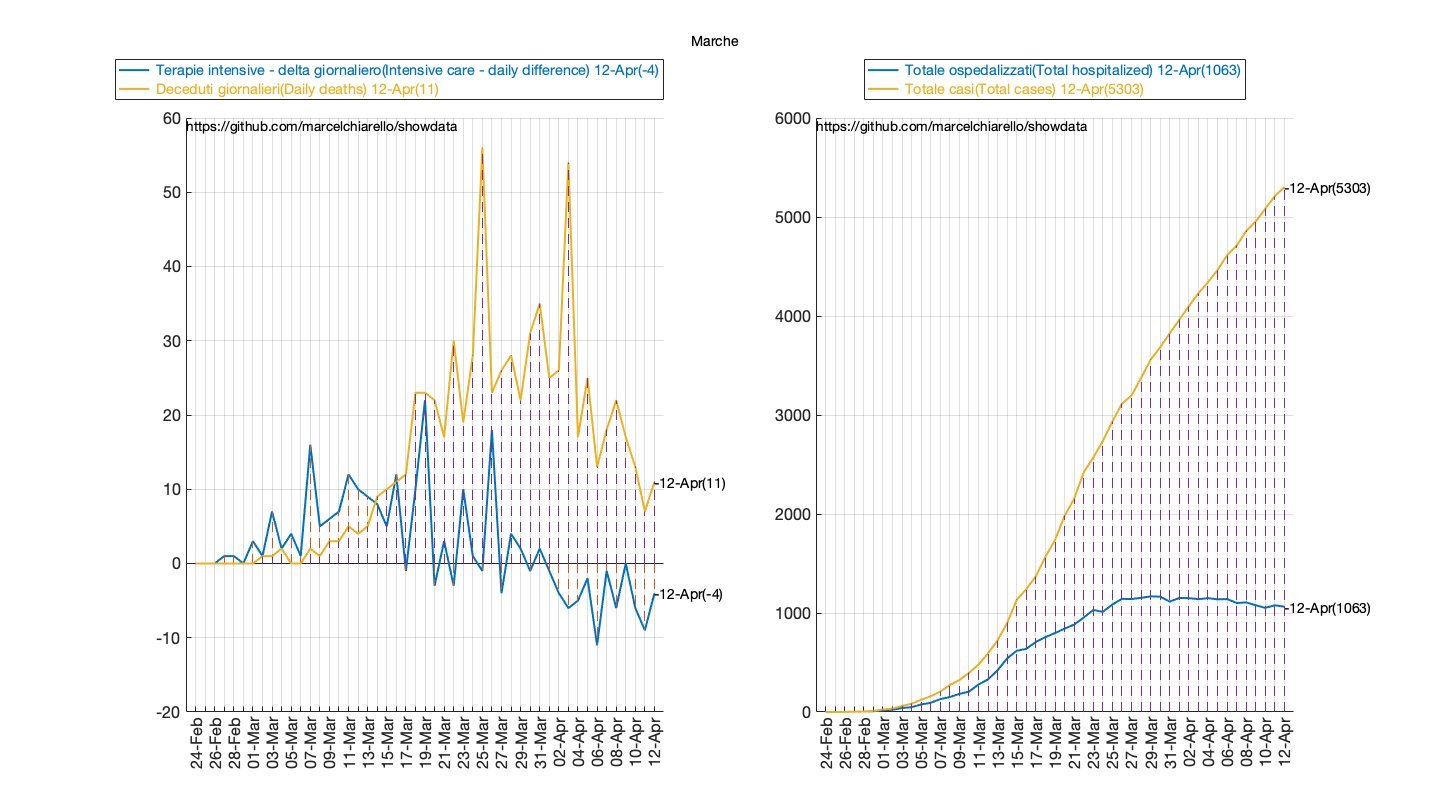 Marche
Terapie intensive - delta giornaliero(Intensive care - daily difference) 12-Apr(-4)
Deceduti giornalieri(Daily deaths) 12-Apr(11)
https://github.com/marcelchiarello/showdata
60
50
40
30
20
10
0
-10
-20
12-Apr(11)
12-Apr(-4)
24-Feb
26-Feb
28-Feb
01-Mar
03-Mar
05-Mar
07-Mar
09-Mar
11-Mar
13-Mar
15-Mar
17-Mar
19-Mar
21-Mar
23-Mar
25-Mar
27-Mar
29-Mar
31-Mar
02-Apr
04-Apr
06-Apr
08-Apr
10-Apr
12-Apr
Totale ospedalizzati(Total hospitalized) 12-Apr(1063)
Totale casi(Total cases) 12-Apr(5303)
https://github.com/marcelchiarello/showdata
6000
5000
4000
3000
2000
1000
0
12-Apr(5303)
12-Apr(1063)
24-Feb
26-Feb
28-Feb
01-Mar
03-Mar
05-Mar
07-Mar
09-Mar
11-Mar
13-Mar
15-Mar
17-Mar
19-Mar
21-Mar
23-Mar
25-Mar
27-Mar
29-Mar
31-Mar
02-Apr
04-Apr
06-Apr
08-Apr
10-Apr
12-Apr